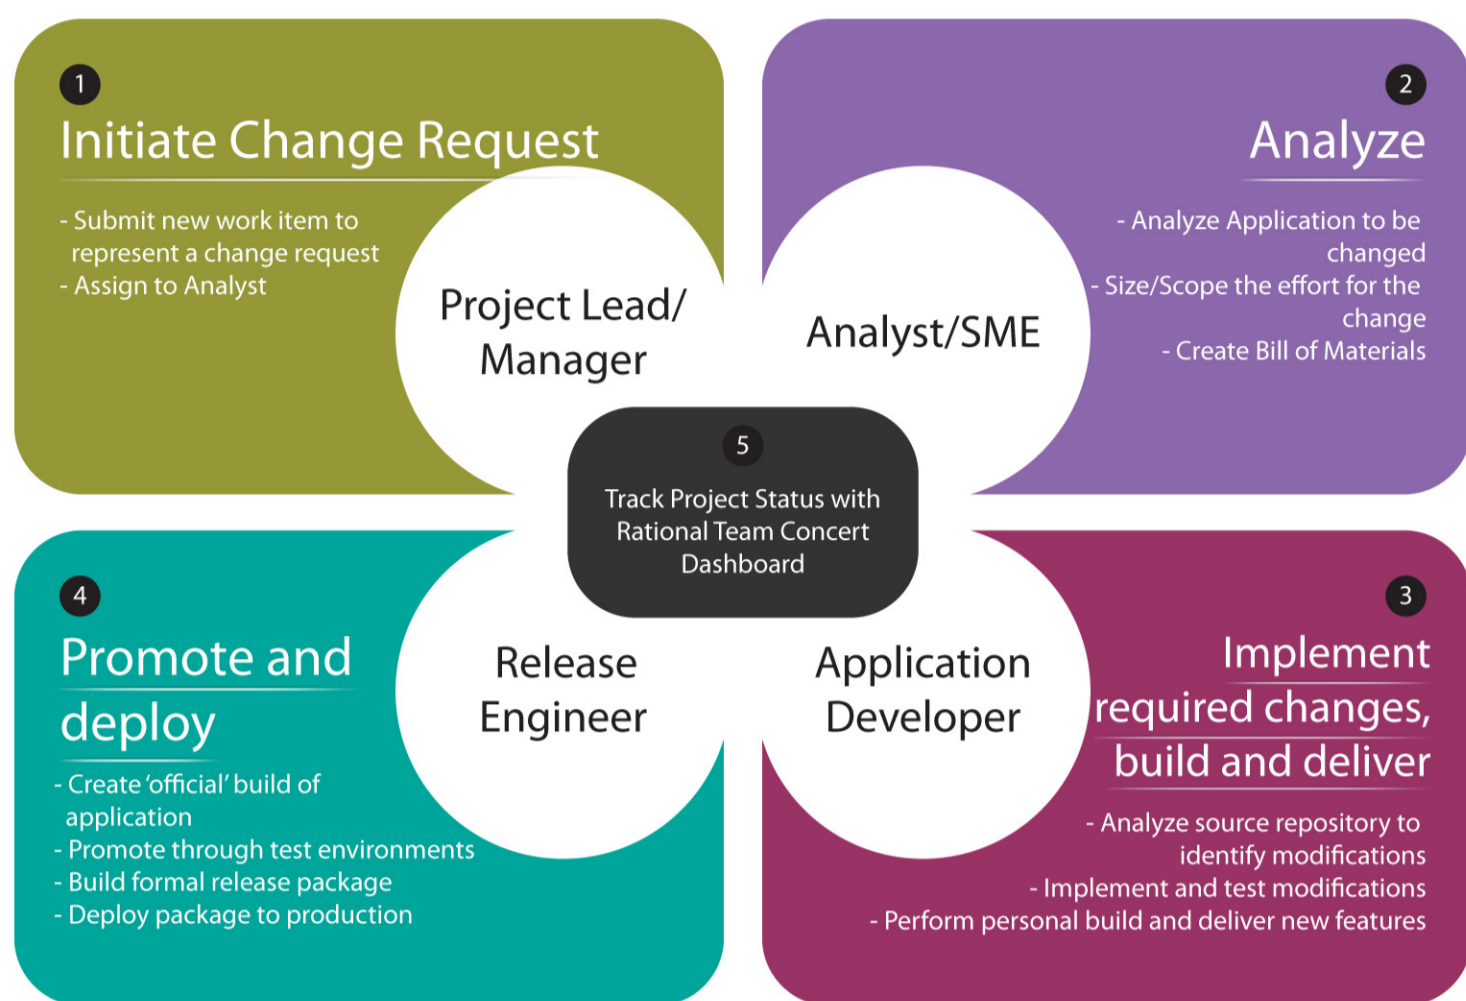 1
Initiate Change Request
- Submit new work item to
represent a change request
- Assign to Analyst
Project Lead/
Manager
2
Analyze
- Analyze Application to be
changed
- Size/Scope the effort for the
change
- Create Bill of Materials
Analyst/SME
5
Track Project Status with
Rational Team Concert
Dashboard
4
Promote and
deploy
- Create ‘official’ build of
application
- Promote through test environments
- Build formal release package
- Deploy package to production
Release
Engineer
Application
Developer
3
Implement
required changes,
build and deliver
- Analyze source repository to
identify modifications
- Implement and test modifications
- Perform personal build and deliver new features